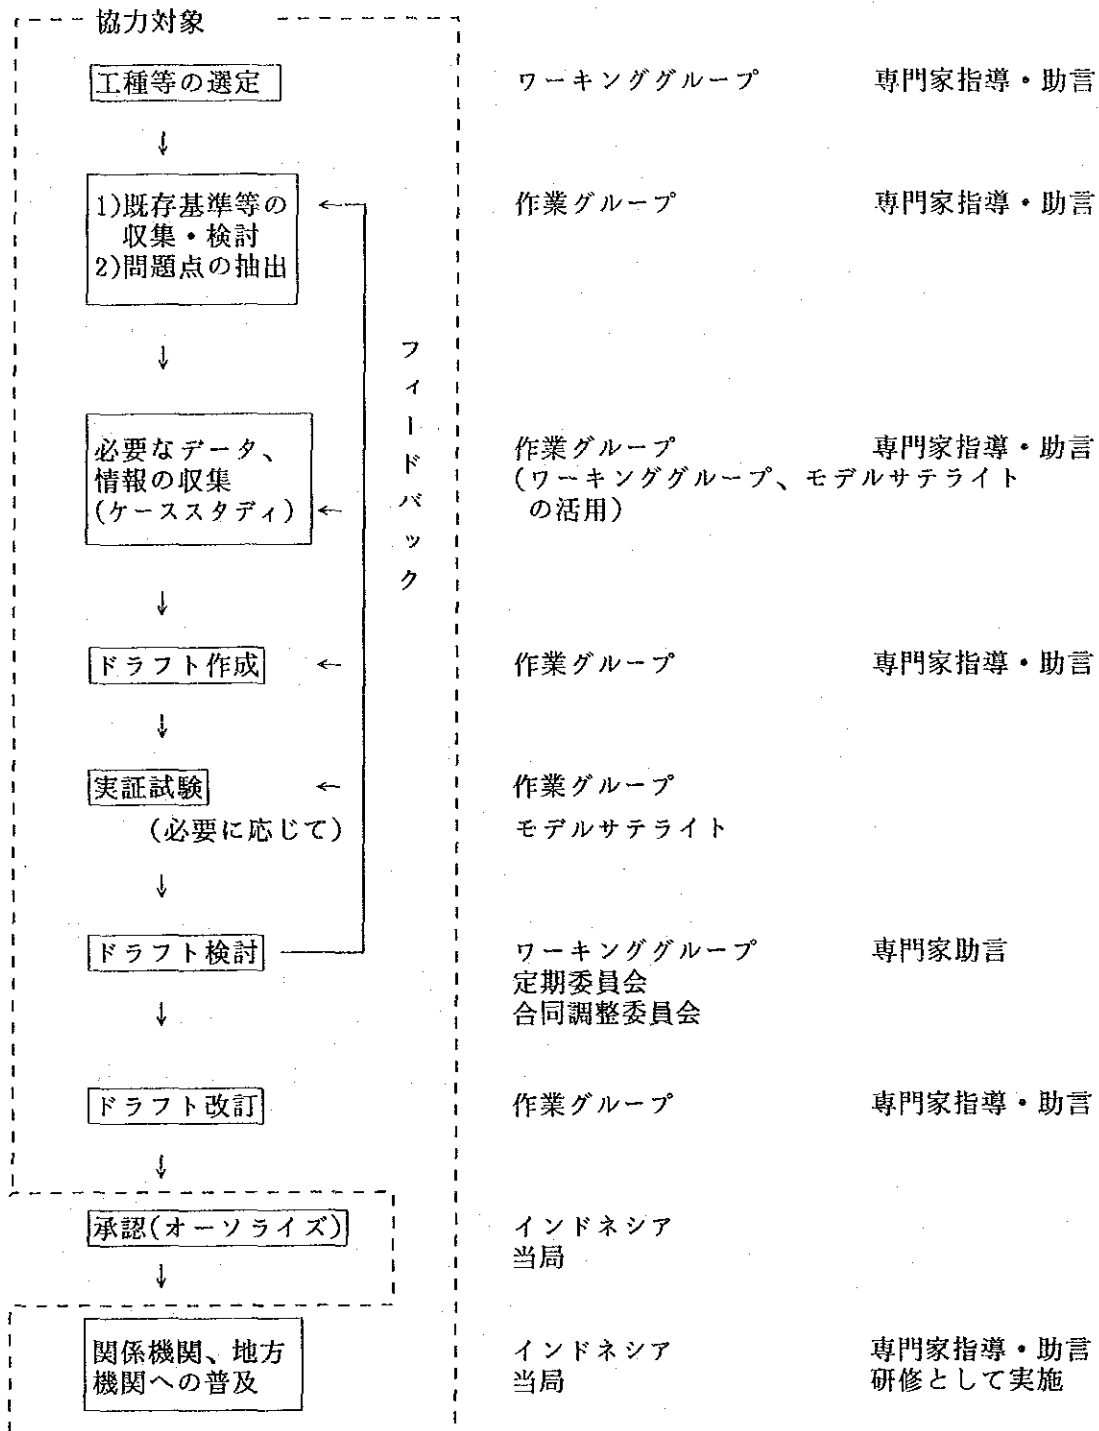 協力対象
工種等の選定 ワーキンググループ 専門家指導・助言
↓
1)既存基準等の ← 作業グループ 専門家指導・助言
収集・検討
2)問題点の抽出
↓
フィードバック
必要なデータ、 作業グループ 専門家指導・助言
情報の収集 (ワーキンググループ、モデルサテライト
(ケーススタディ) ← の活用)
↓
ドラフト作成 ← 作業グループ 専門家指導・助言
↓
実証試験 ← 作業グループ
(必要に応じて) モデルサテライト
↓
ドラフト検討 ワーキンググループ 専門家助言
定期委員会
↓ 合同調整委員会
ドラフト改訂 作業グループ 専門家指導・助言
↓
承認(オーソライズ) インドネシア
当局
↓
関係機関、地方 インドネシア 専門家指導・助言
機関への普及 当局 研修として実施